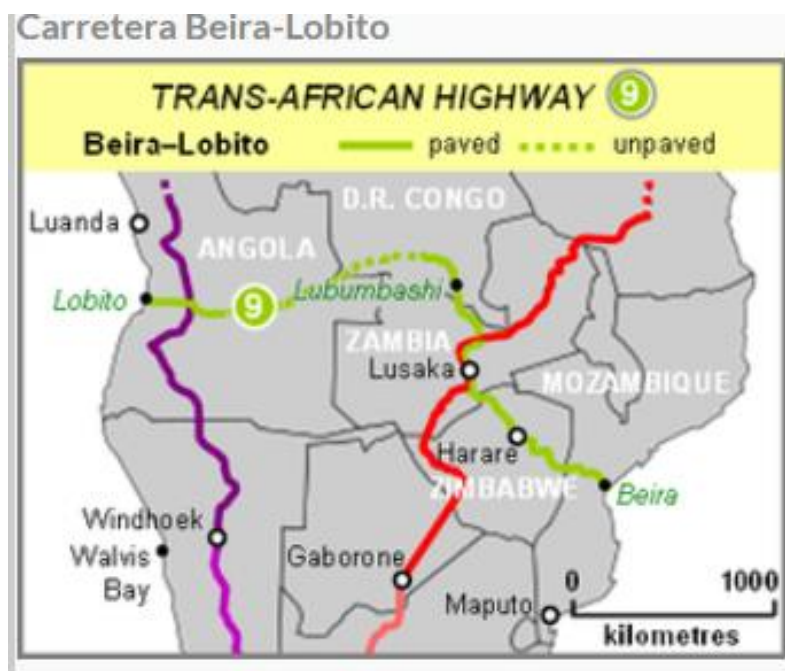 Carretera Beira-Lobito
TRANS-AFRICAN HIGHWAY 9
Beira–Lobito paved unpaved
D.R. CONGO
Luanda
ANGOLA
Lobito
9
Lubumbashi
ZAMBIA
Lusaka
MOZAMBIQUE
Harare
ZIMBABWE
Beira
Windhoek
Walvis
Bay
Gaborone
Maputo
0 1000
kilometres